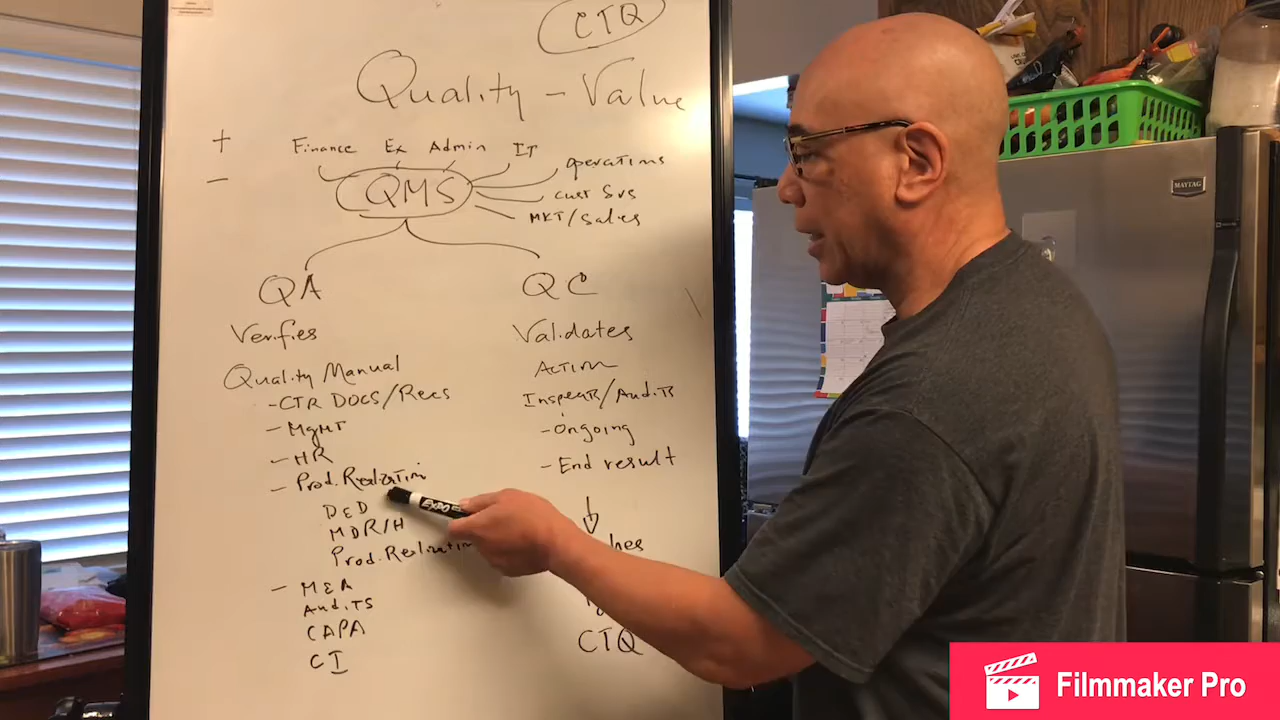 CTQ
Quality - Value
+
Finance Ex Admin IT
-
QMS
operations
cust Svs
MKT/Sales
QA
QC
Verifies
Validates
Quality Manual
ACTION
- CTR DOCS/Recs
Inspects/Audits
- MgMT
- Ongoing
- HR
- End result
- Prod. Realization
D&D
MDR/H
Prod. Realization
hes
- M&A
Audits
CAPA
CI
CTQ
EXPO
MAYTAG
Filmmaker Pro